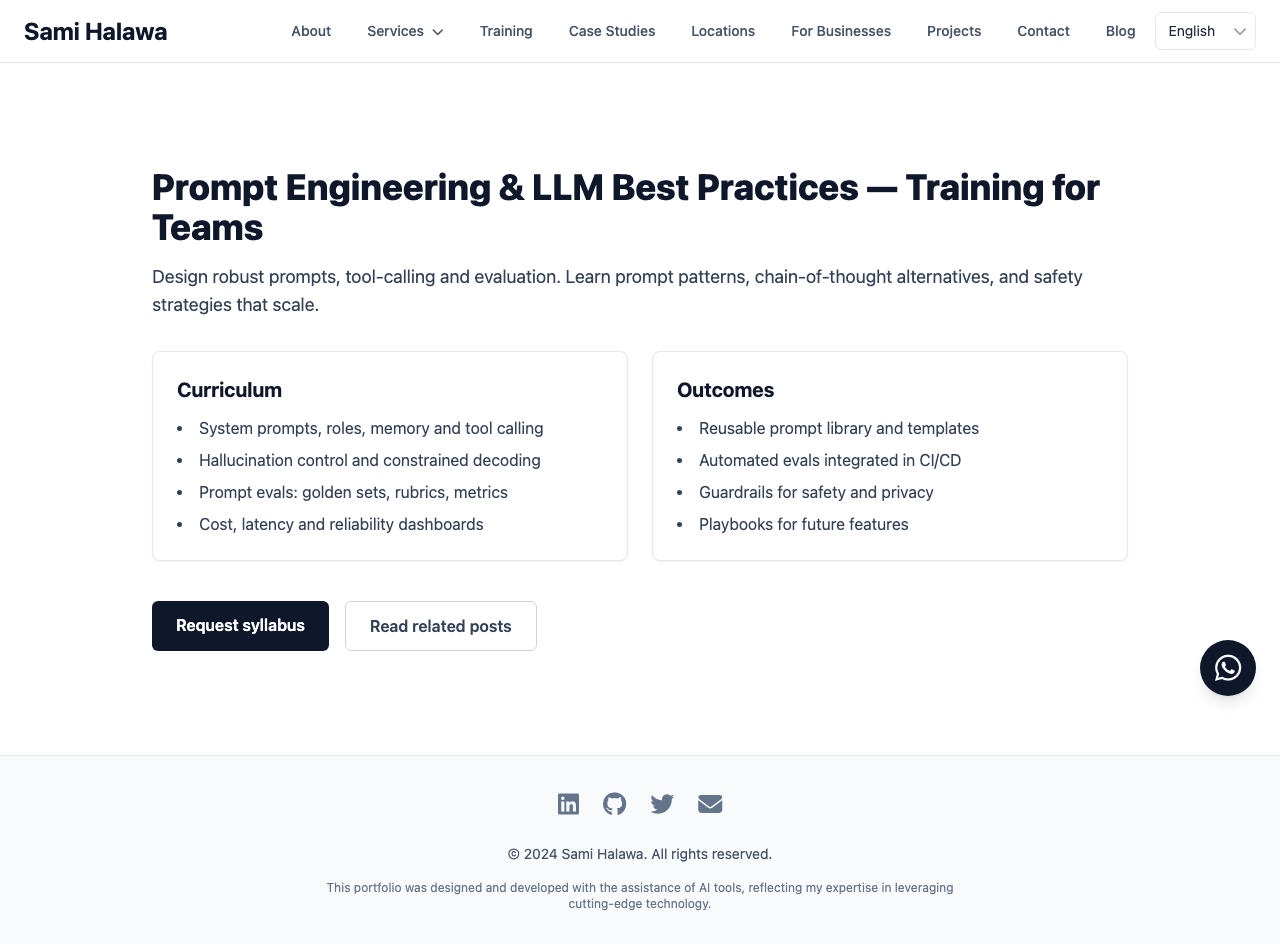 Sami Halawa
About
Services
Training
Case Studies
Locations
For Businesses
Projects
Contact
Blog
English
Prompt Engineering & LLM Best Practices — Training for
Teams
Design robust prompts, tool-calling and evaluation. Learn prompt patterns, chain-of-thought alternatives, and safety
strategies that scale.
Curriculum
• System prompts, roles, memory and tool calling
• Hallucination control and constrained decoding
• Prompt evals: golden sets, rubrics, metrics
• Cost, latency and reliability dashboards
Outcomes
• Reusable prompt library and templates
• Automated evals integrated in CI/CD
• Guardrails for safety and privacy
• Playbooks for future features
Request syllabus
Read related posts
© 2024 Sami Halawa. All rights reserved.
This portfolio was designed and developed with the assistance of AI tools, reflecting my expertise in leveraging
cutting-edge technology.